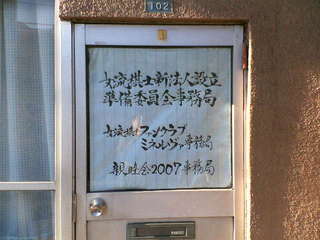 102
女流棋士新法人設立
準備委員会事務局
女流棋士ファンクラブ
ミネルヴァ事務局
親睦会2007事務局